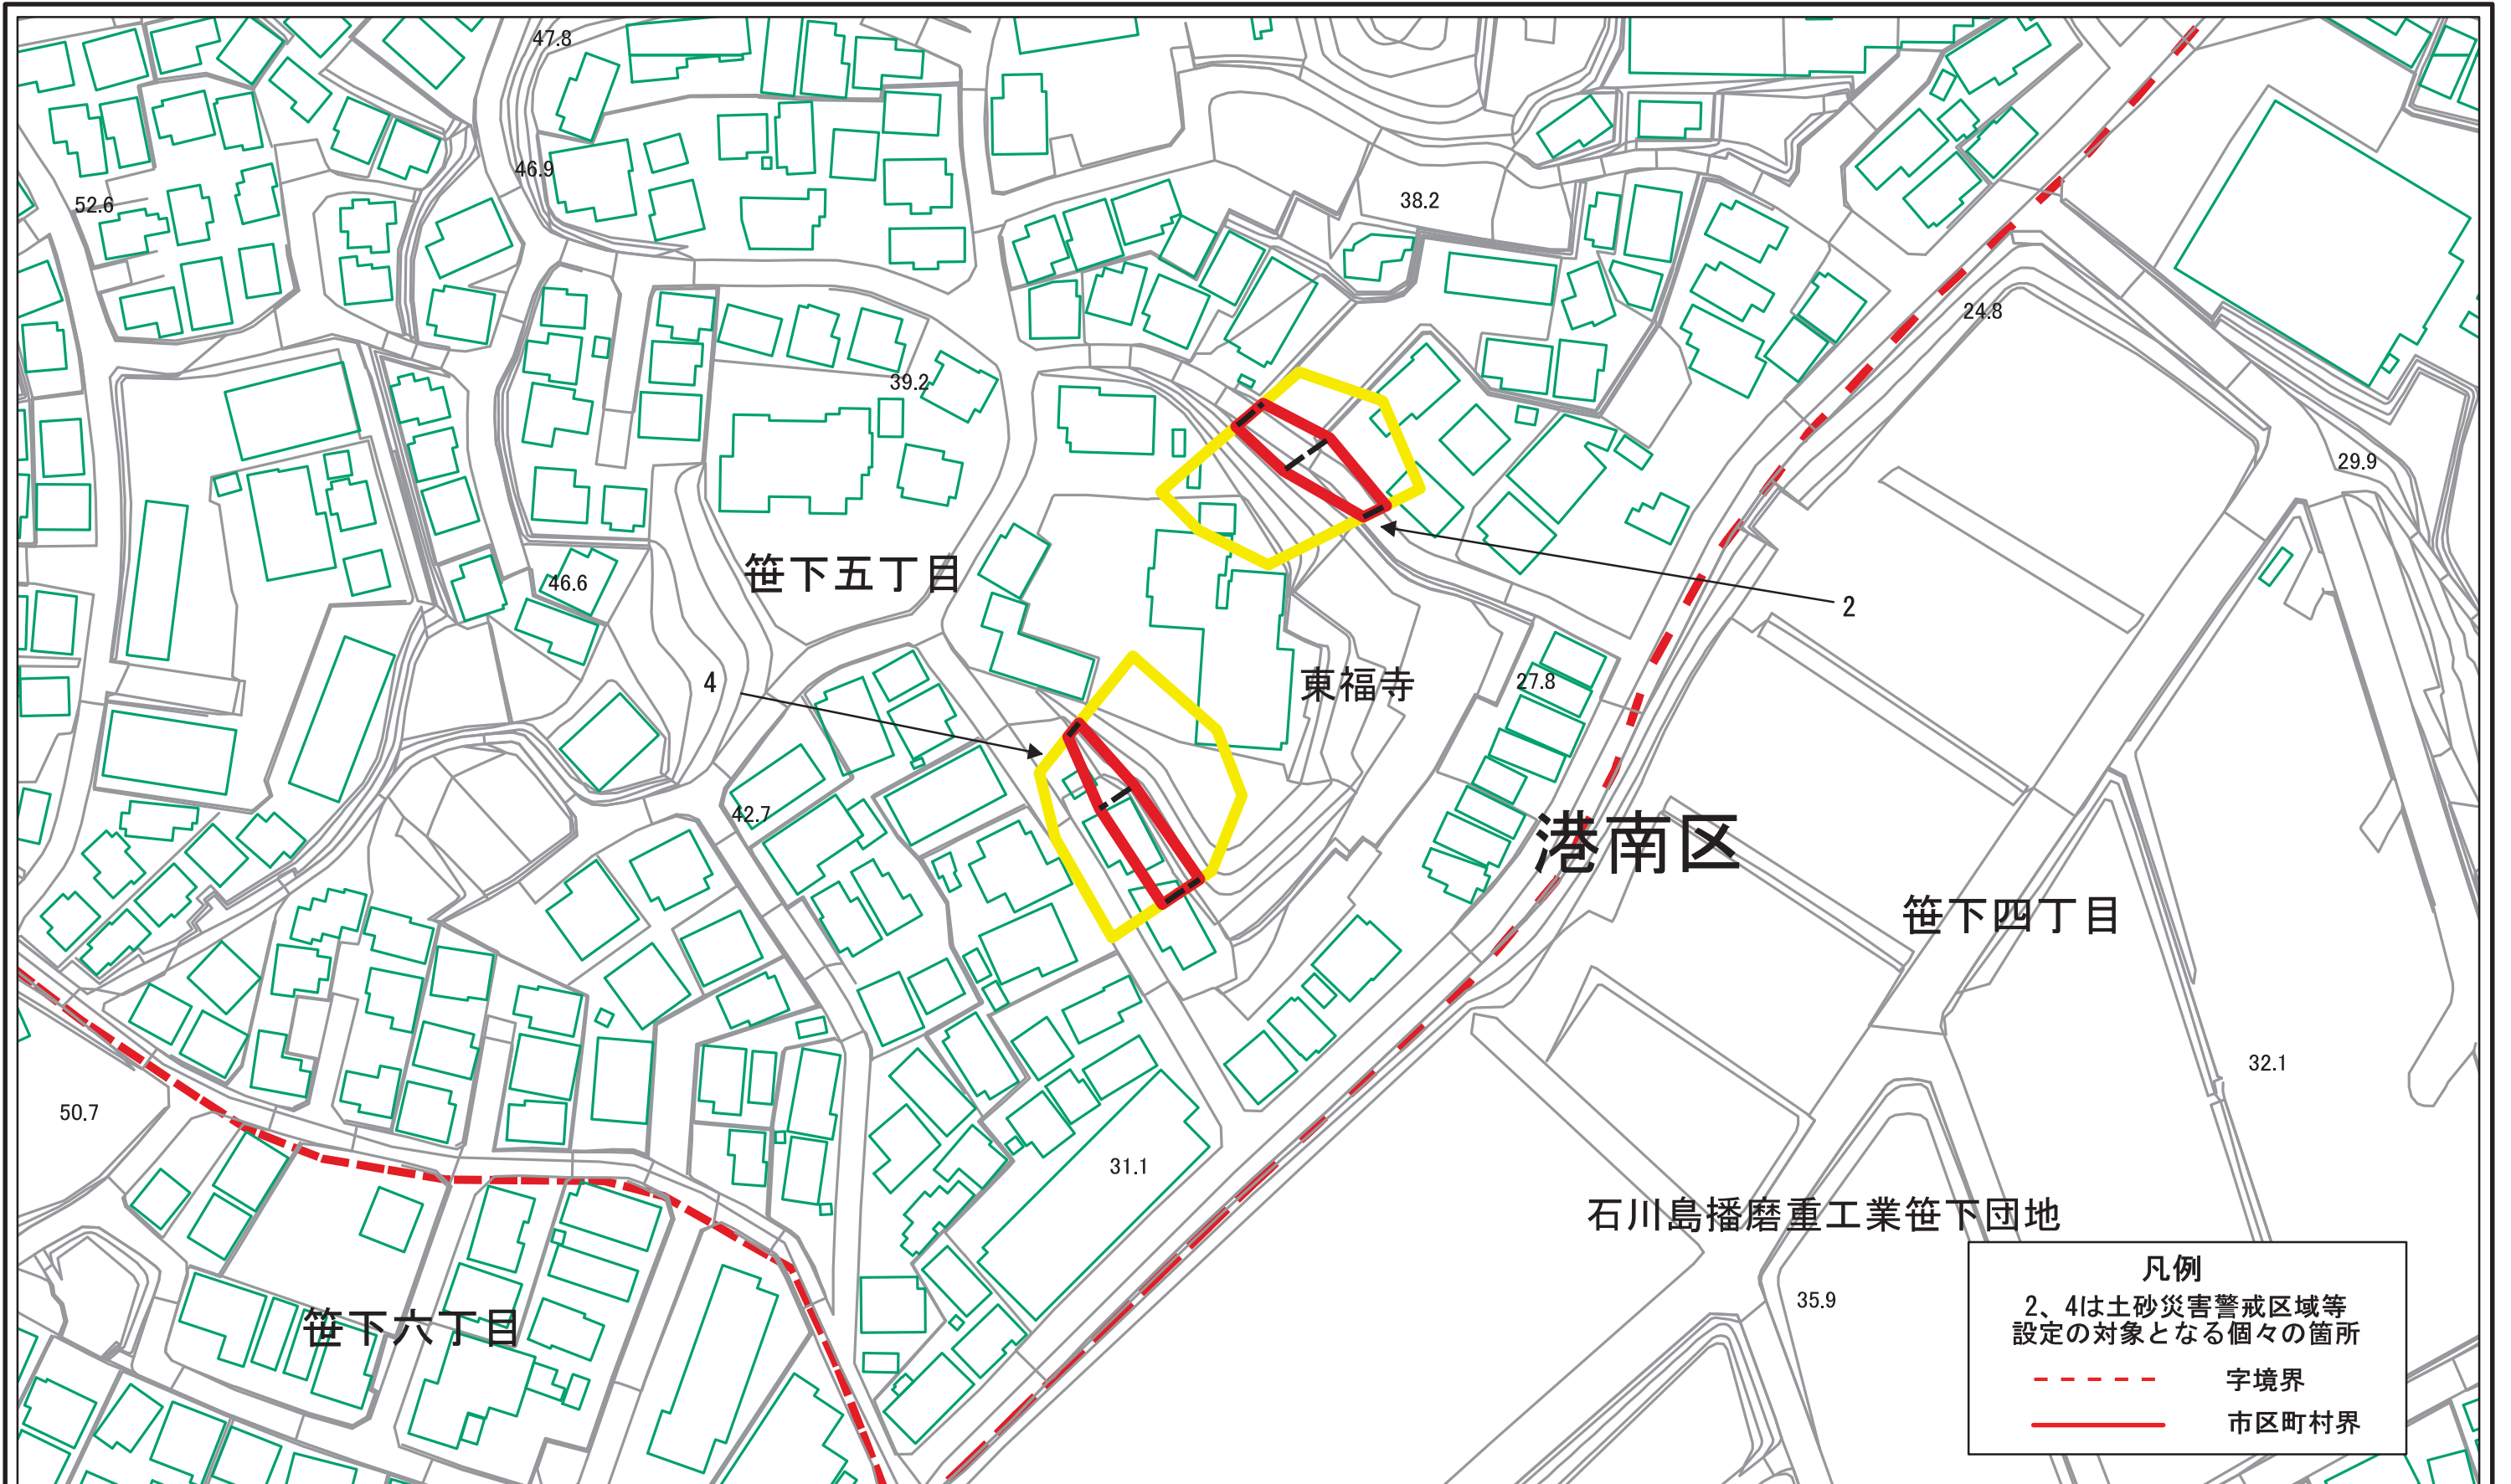 47.8
46.9
52.6
38.2
24.8
39.2
29.9
笹下五丁目
46.6
2
4
東福寺
27.8
42.7
港南区
笹下四丁目
32.1
50.7
31.1
石川島播磨重工業笹下団地
35.9
笹下六丁目
凡例
2、4は土砂災害警戒区域等
設定の対象となる個々の箇所
字境界
市区町村界